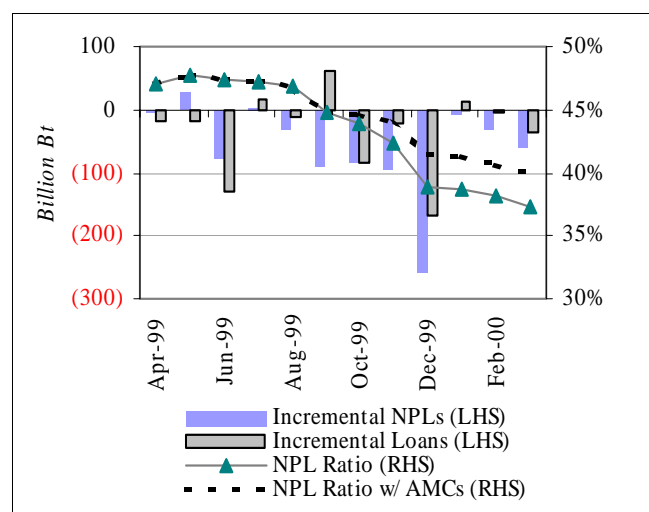 100 50%
0 45%
(100) 40%
(200) 35%
(300) 30%
Billion Bt
Apr-99 Jun-99 Aug-99 Oct-99 Dec-99 Feb-00
Incremental NPLs (LHS)
Incremental Loans (LHS)
NPL Ratio (RHS)
NPL Ratio w/ AMCs (RHS)